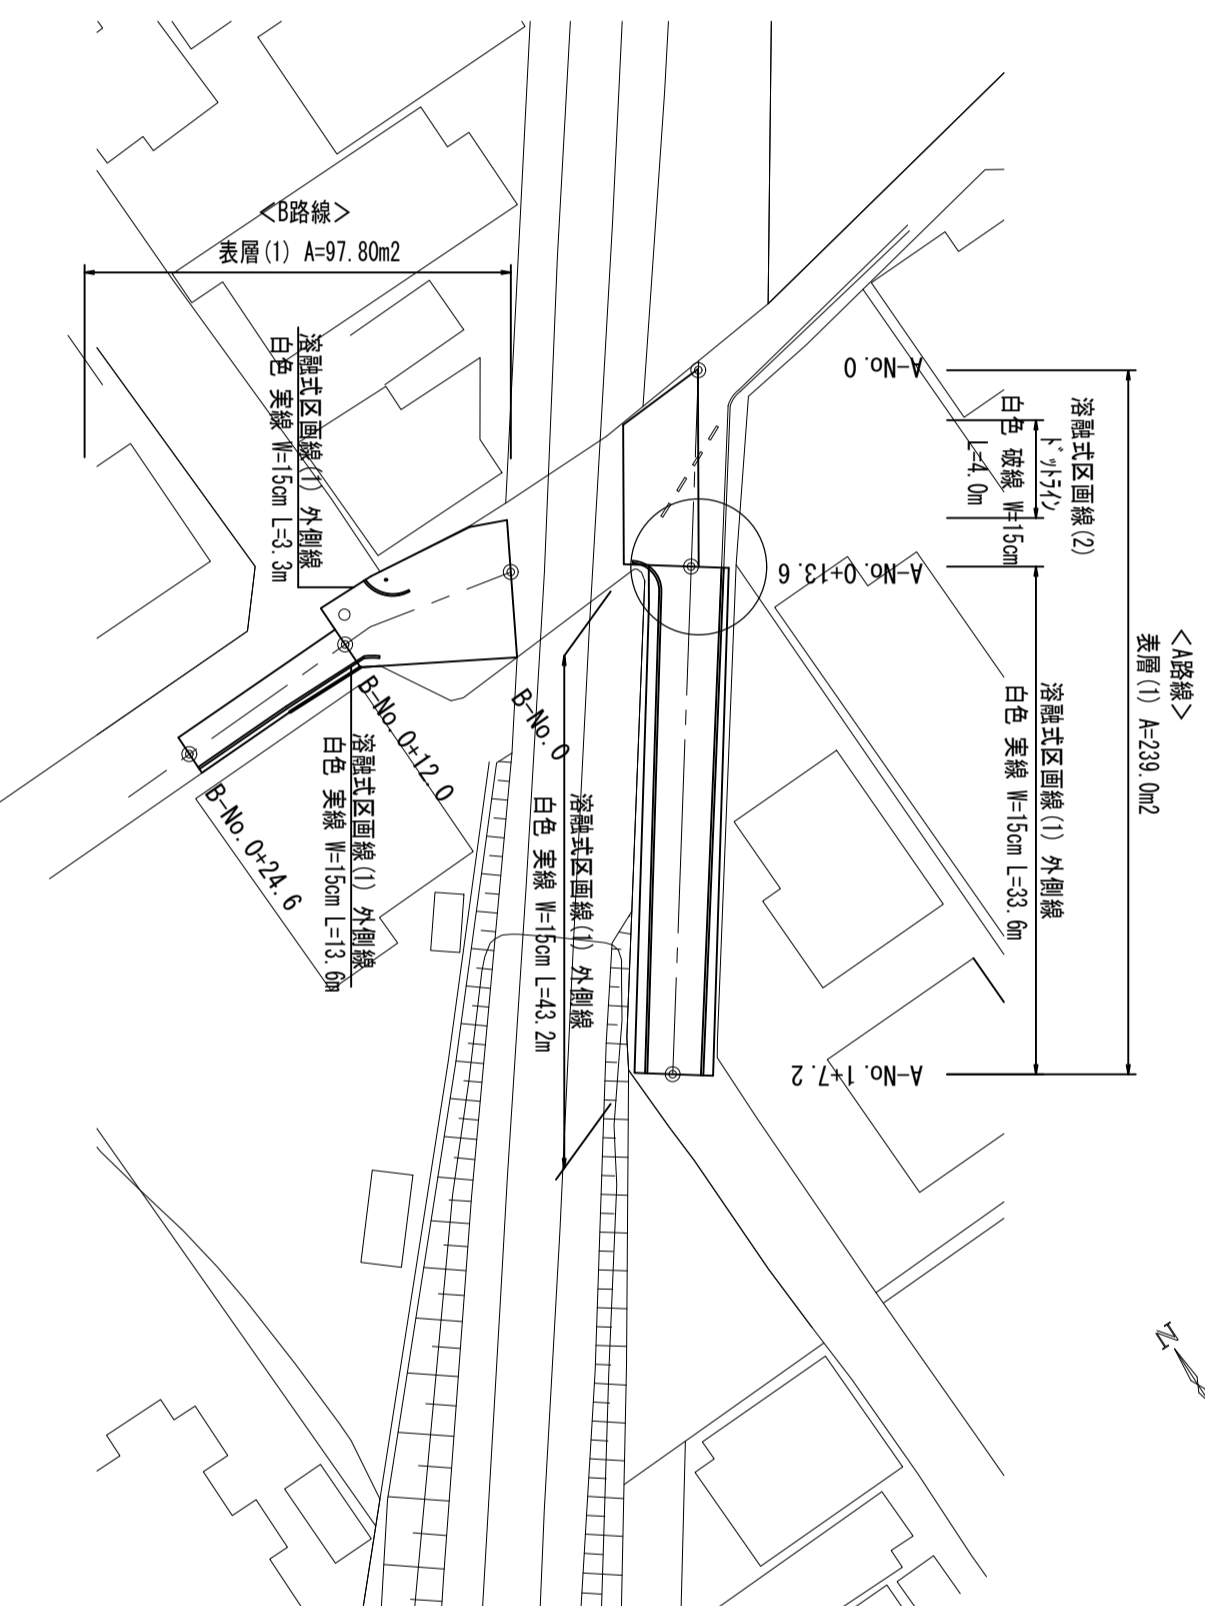 <B路線>
表層(1) A=97.80m2
溶融式区画線(1) 外側線
白色 実線 W=15cm L=3.3m
A-No.0
溶融式区画線(2)
ドットライン
白色 破線 W=15cm
L=4.0m
A-No.0+13.6
<A路線>
表層(1) A=239.0m2
溶融式区画線(1) 外側線
白色 実線 W=15cm L=33.6m
B-No.0
B-No.0+12.0
B-No.0+24.6
溶融式区画線(1) 外側線
白色 実線 W=15cm L=13.6m
溶融式区画線(1) 外側線
白色 実線 W=15cm L=43.2m
A-No.1+7.2
N